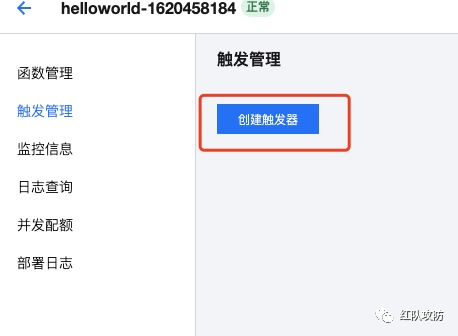 helloworld-1620458184 正常
函数管理
触发管理
监控信息
日志查询
并发配额
部署日志
触发管理
创建触发器
红队攻防